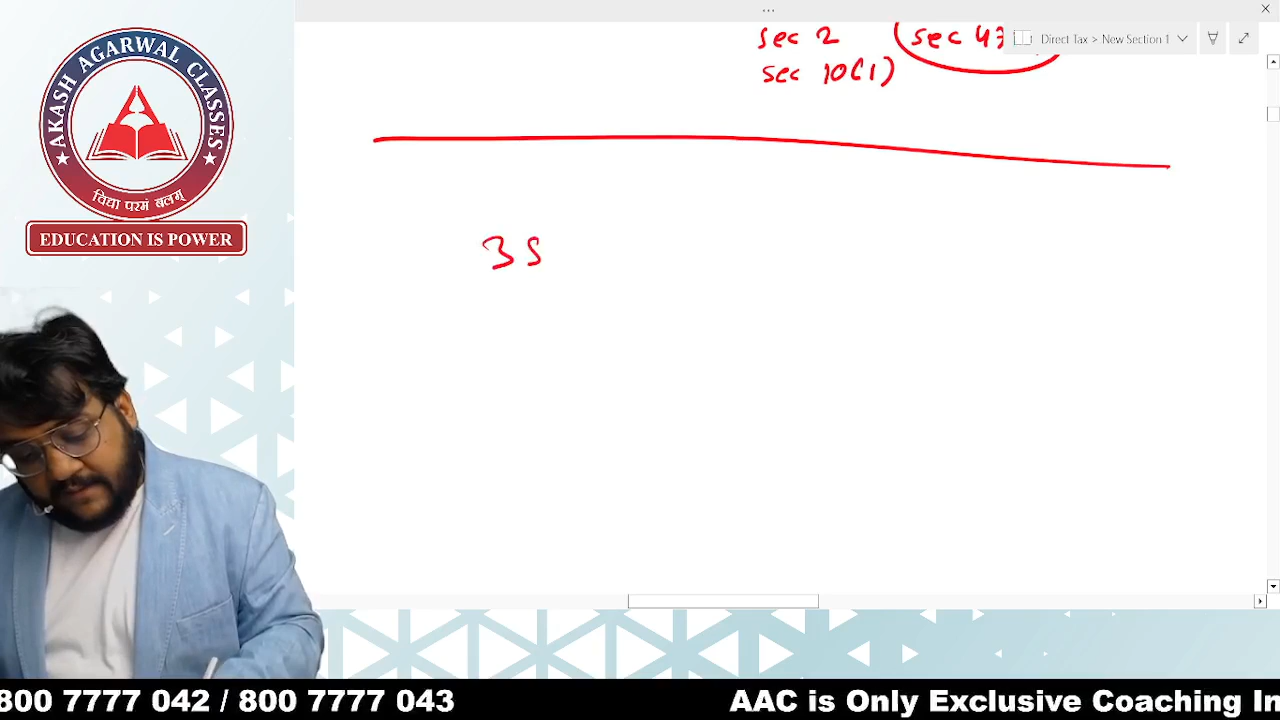 AKASH AGARWAL CLASSES
विद्या परमं बलम्
EDUCATION IS POWER
...
sec 2
sec 43
Direct Tax > New Section 1
sec 10(1)
3 S
800 7777 042 / 800 7777 043
AAC is Only Exclusive Coaching In